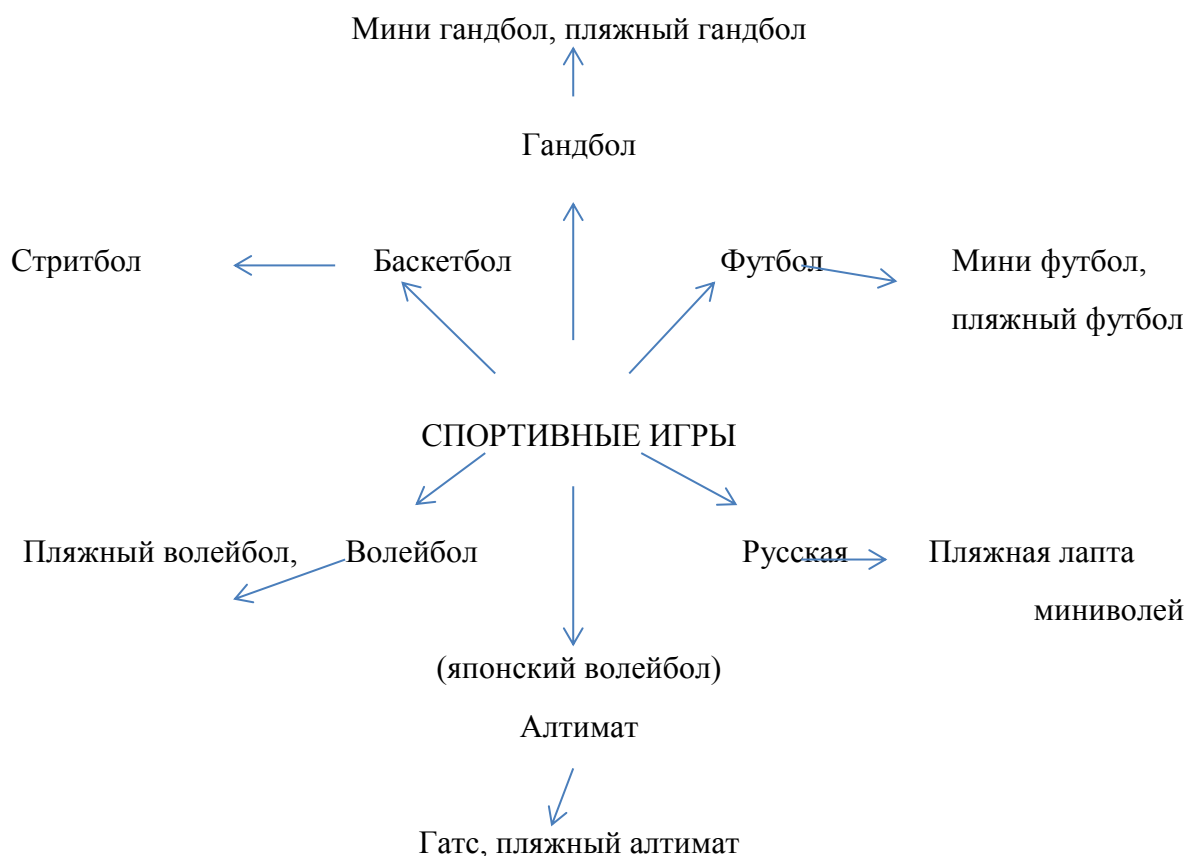 Мини гандбол, пляжный гандбол
Гандбол
Стритбол Баскетбол Футбол Мини футбол,
пляжный футбол
СПОРТИВНЫЕ ИГРЫ
Пляжный волейбол, Волейбол Русская Пляжная лапта
миниволей
(японский волейбол)
Алтимат
Гатс, пляжный алтимат